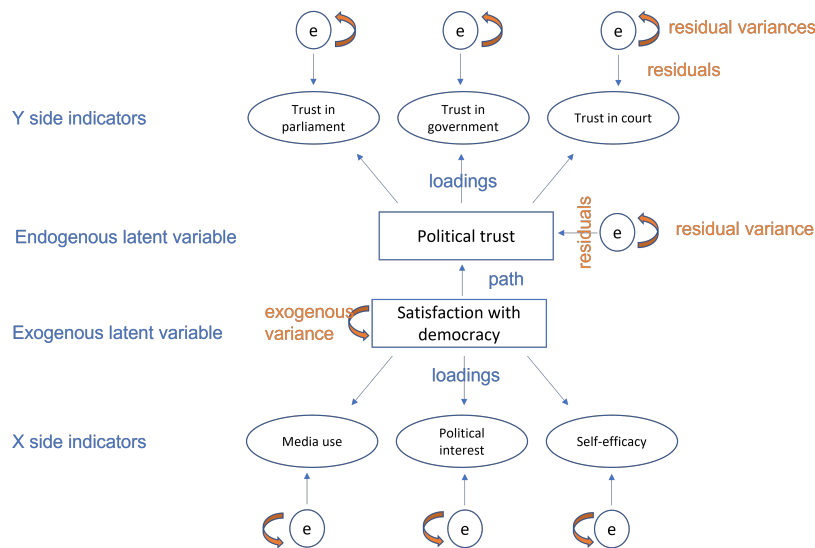 e
e
e
residual variances
residuals
Y side indicators
Trust in
parliament
Trust in
government
Trust in court
loadings
Endogenous latent variable
Political trust
residuals
e
residual variance
path
Exogenous latent variable
exogenous
variance
Satisfaction with
democracy
loadings
X side indicators
Media use
Political
interest
Self-efficacy
e
e
e